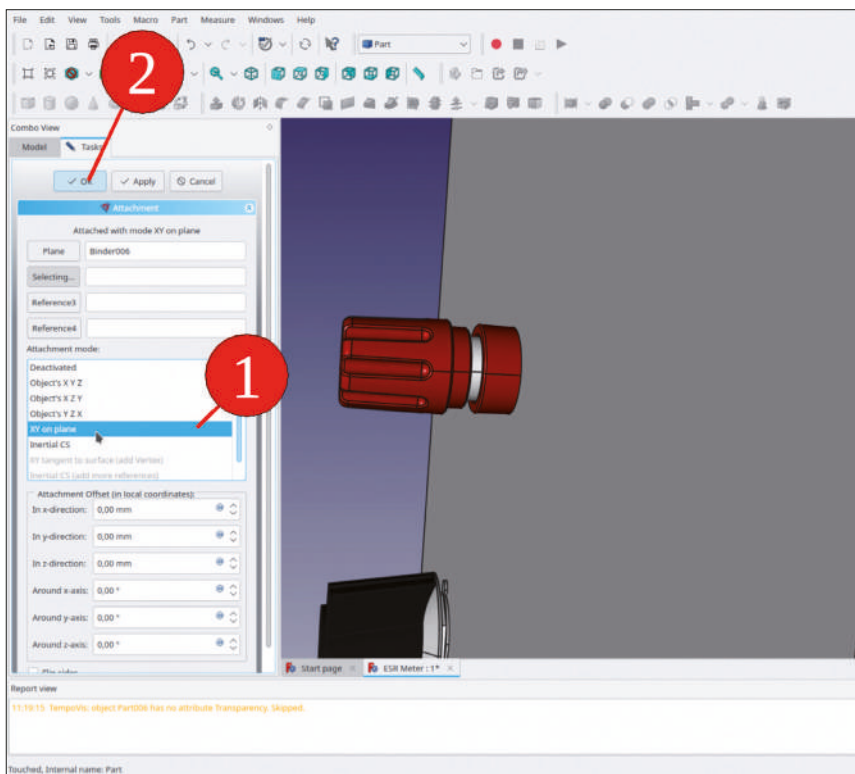 File Edit View Tools Macro Part Measure Windows Help
2
Part
Combo View
Model Tasks
OK Apply Cancel
Attachment
Attached with mode XY on plane
Plane Binder006
Selecting...
Reference3
Reference4
Attachment mode:
Deactivated
Object's X Y Z
Object's X Z Y
Object's Y Z X
1
XY on plane
Inertial CS
XY tangent to surface (add Vertex)
Inertial CS (add more references)
Attachment Offset (in local coordinates):
In x-direction: 0,00 mm
In y-direction: 0,00 mm
In z-direction: 0,00 mm
Around x-axis: 0,00 °
Around y-axis: 0,00 °
Around z-axis: 0,00 °
Flip sides
Start page ESR Meter : 1*
Report view
11:19:15 TempoVis: object Part006 has no attribute Transparency. Skipped.
Touched, Internal name: Part